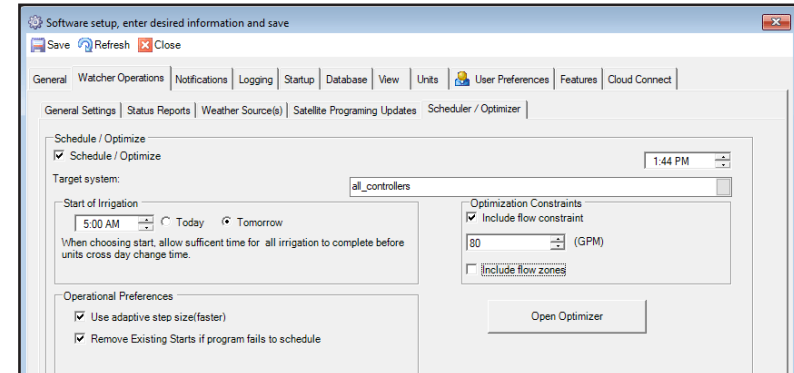 Software setup, enter desired information and save
Save Refresh Close
General Watcher Operations Notifications Logging Startup Database View Units User Preferences Features Cloud Connect
General Settings Status Reports Weather Source(s) Satellite Programing Updates Scheduler / Optimizer
Schedule / Optimize
Schedule / Optimize
1:44 PM
Target system:
all_controllers
Start of Irrigation
5:00 AM Today Tomorrow
When choosing start, allow sufficent time for all irrigation to complete before
units cross day change time.
Optimization Constraints
Include flow constraint
80 (GPM)
Include flow zones
Operational Preferences
Use adaptive step size(faster)
Remove Existing Starts if program fails to schedule
Open Optimizer